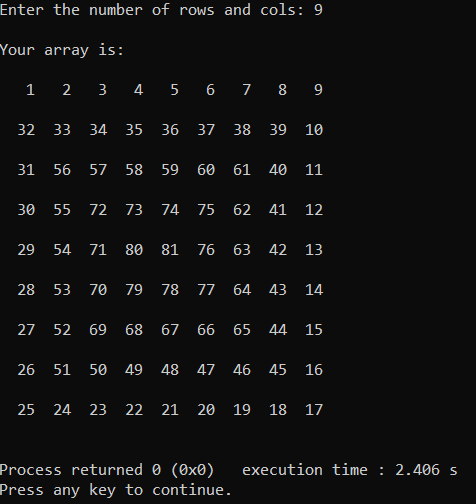 Enter the number of rows and cols: 9
Your array is:
1 2 3 4 5 6 7 8 9
32 33 34 35 36 37 38 39 10
31 56 57 58 59 60 61 40 11
30 55 72 73 74 75 62 41 12
29 54 71 80 81 76 63 42 13
28 53 70 79 78 77 64 43 14
27 52 69 68 67 66 65 44 15
26 51 50 49 48 47 46 45 16
25 24 23 22 21 20 19 18 17
Process returned 0 (0x0)   execution time : 2.406 s
Press any key to continue.